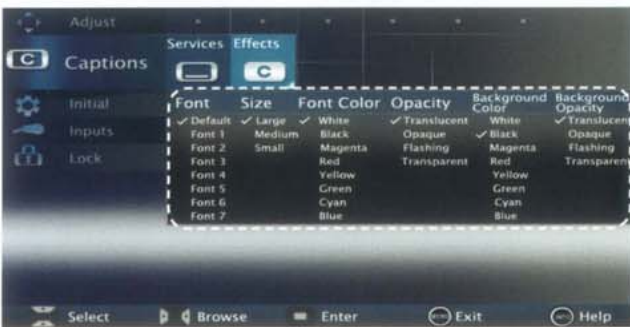 Adjust
Services Effects
C Captions
C
Initial
Inputs
Lock
Font Size Font Color Opacity Background Color Background Opacity
✓ Default ✓ Large ✓ White ✓ Translucent White ✓ Translucent
Font 1 Medium Black Opaque ✓ Black Opaque
Font 2 Small Magenta Flashing Magenta Flashing
Font 3 Red Transparent Red Transparen
Font 4 Yellow Yellow
Font 5 Green Green
Font 6 Cyan Cyan
Font 7 Blue Blue
Select Browse Enter Exit Help